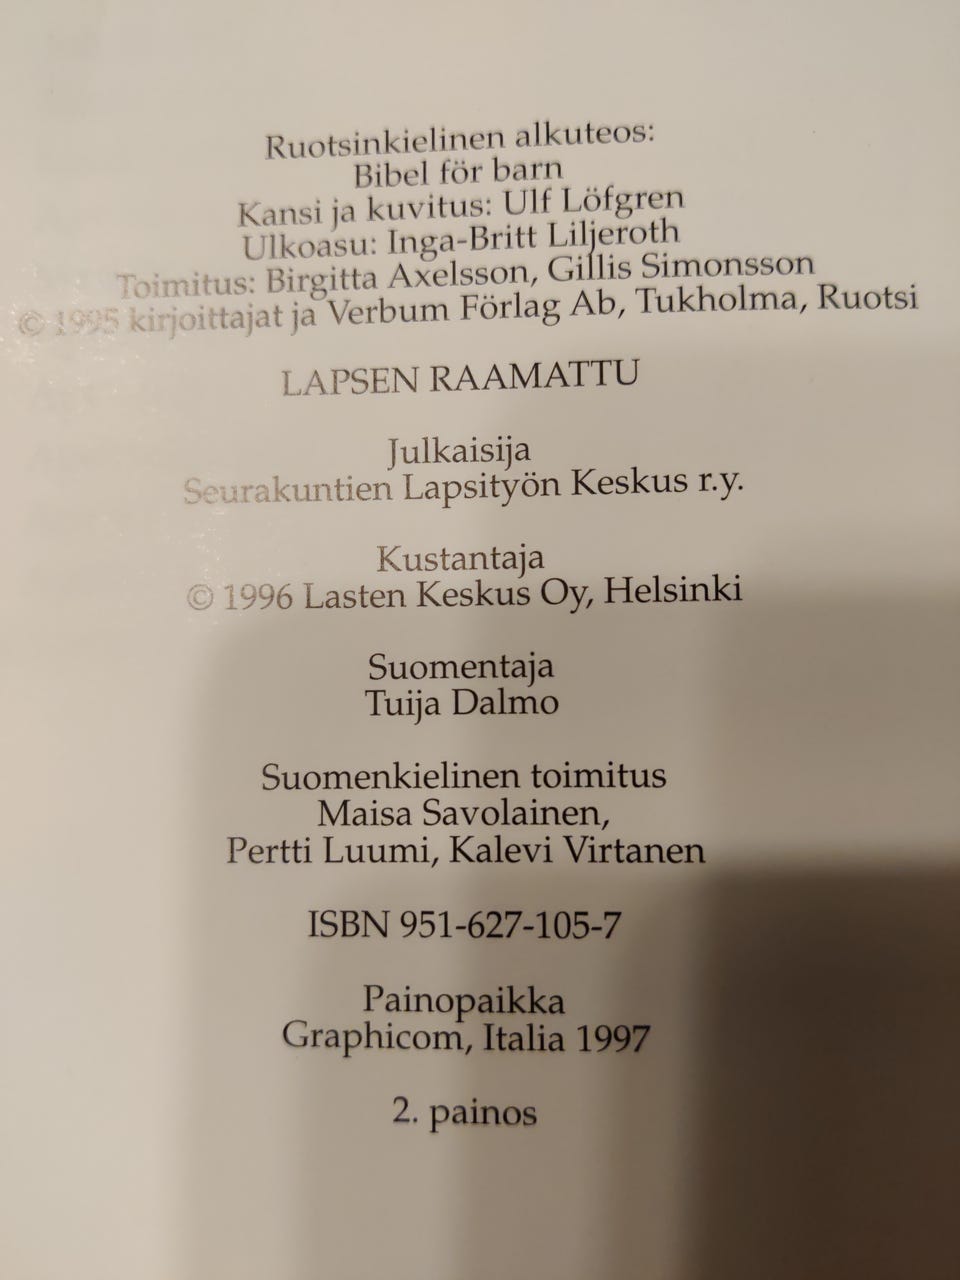 Ruotsinkielinen alkuteos:
Bibel för barn
Kansi ja kuvitus: Ulf Löfgren
Ulkoasu: Inga-Britt Liljeroth
Toimitus: Birgitta Axelsson, Gillis Simonsson
© 1995 kirjoittajat ja Verbum Förlag Ab, Tukholma, Ruotsi
LAPSEN RAAMATTU
Julkaisija
Seurakuntien Lapsityön Keskus r.y.
Kustantaja
© 1996 Lasten Keskus Oy, Helsinki
Suomentaja
Tuija Dalmo
Suomenkielinen toimitus
Maisa Savolainen,
Pertti Luumi, Kalevi Virtanen
ISBN 951-627-105-7
Painopaikka
Graphicom, Italia 1997
2. painos